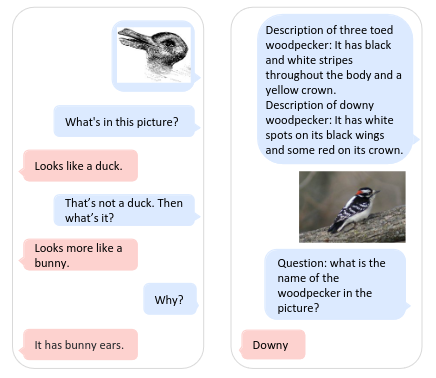 What's in this picture?
Looks like a duck.
That's not a duck. Then
what's it?
Looks more like a
bunny.
Why?
It has bunny ears.
Description of three toed
woodpecker: It has black
and white stripes
throughout the body and a
yellow crown.
Description of downy
woodpecker: It has white
spots on its black wings
and some red on its crown.
Question: what is the
name of the
woodpecker in the
picture?
Downy